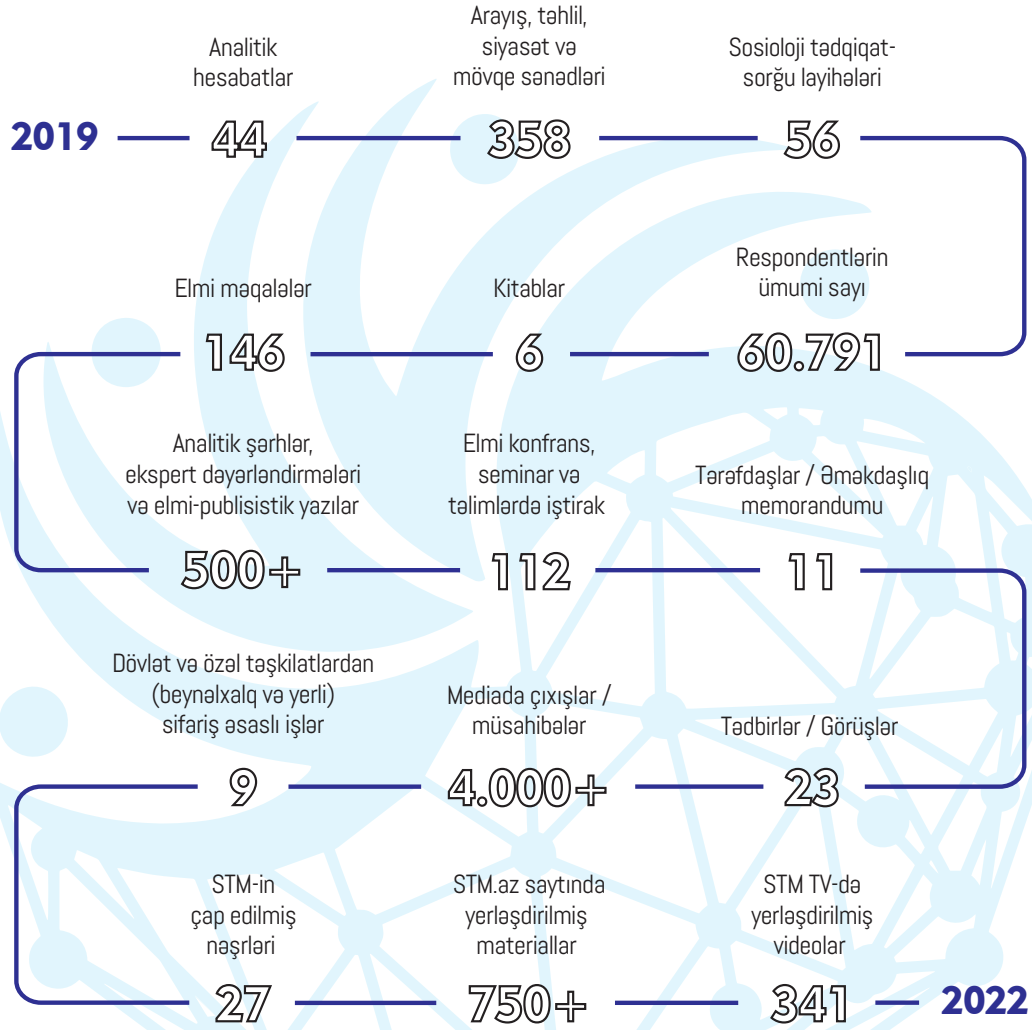 Analitik
hesabatlar
Arayış, təhlil,
siyasət və
mövqe sənədləri
Sosioloji tədqiqat-
sorğu layihələri
2019
44
358
56
Elmi məqalələr
Kitablar
Respondentlərin
ümumi sayı
146
6
60.791
Analitik şərhlər,
ekspert dəyərləndirmələri
və elmi-publisistik yazılar
Elmi konfrans,
seminar və
təlimlərdə iştirak
Tərəfdaşlar / Əməkdaşlıq
memorandumu
500+
112
11
Dövlət və özəl təşkilatlardan
(beynəlxalq və yerli)
sifariş əsaslı işlər
Mediada çıxışlar /
müsahibələr
Tədbirlər / Görüşlər
9
4.000+
23
STM-in
çap edilmiş
nəşrləri
STM.az saytında
yerləşdirilmiş
materiallar
STM TV-də
yerləşdirilmiş
videolar
27
750+
341
2022